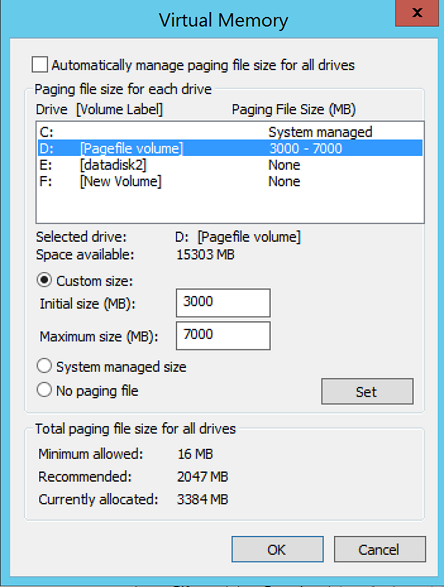 Virtual Memory
x
Automatically manage paging file size for all drives
Paging file size for each drive
Drive [Volume Label] Paging File Size (MB)
C: System managed
D: [Pagefile volume] 3000 - 7000
E: [datadisk2] None
F: [New Volume] None
Selected drive: D: [Pagefile volume]
Space available: 15303 MB
Custom size:
Initial size (MB): 3000
Maximum size (MB): 7000
System managed size
No paging file
Set
Total paging file size for all drives
Minimum allowed: 16 MB
Recommended: 2047 MB
Currently allocated: 3384 MB
OK Cancel